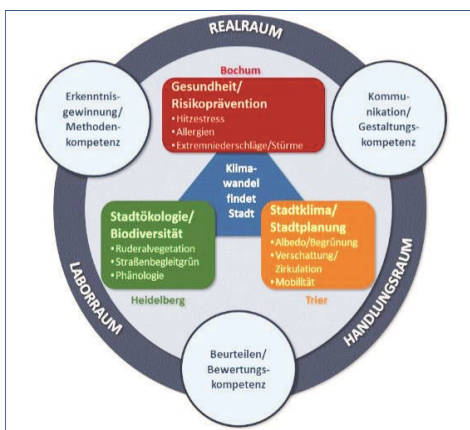 REALRAUM
Erkenntnis-
gewinnung/
Methoden-
kompetenz
Bochum
Gesundheit/
Risikoprävention
• Hitzestress
• Allergien
• Extremniederschläge/Stürme
Kommu-
nikation/
Gestaltungs-
kompetenz
Klima-
wandel
findet
Stadt
Stadtökologie/
Biodiversität
• Ruderalvegetation
• Straßenbegleitgrün
• Phänologie
Heidelberg
Stadtklima/
Stadtplanung
• Albedo/Begrünung
• Verschattung/
Zirkulation
• Mobilität
Trier
LABORRAUM
HANDLUNGSRAUM
Beurteilen/
Bewertungs-
kompetenz